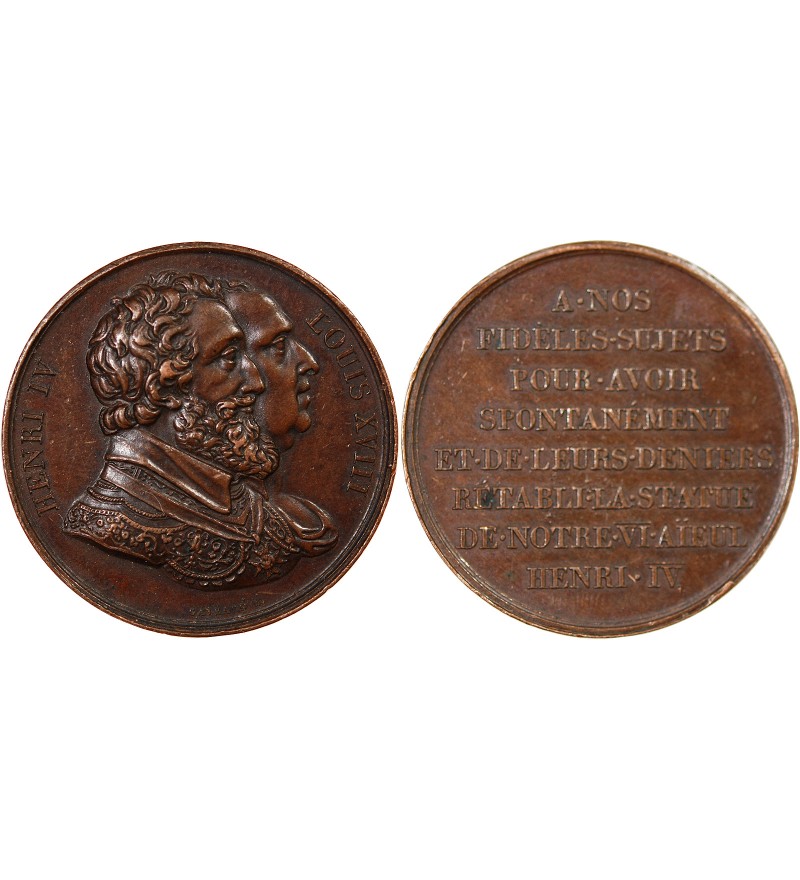 HENRI IV
LOUIS XVIII
A·NOS
FIDÈLES·SUJETS
POUR·AVOIR
SPONTANÉMENT
ET·DE·LEURS·DENIERS
RÉTABLI·LA·STATUE
DE·NÔTRE·VI·AÏEUL
HENRI·IV